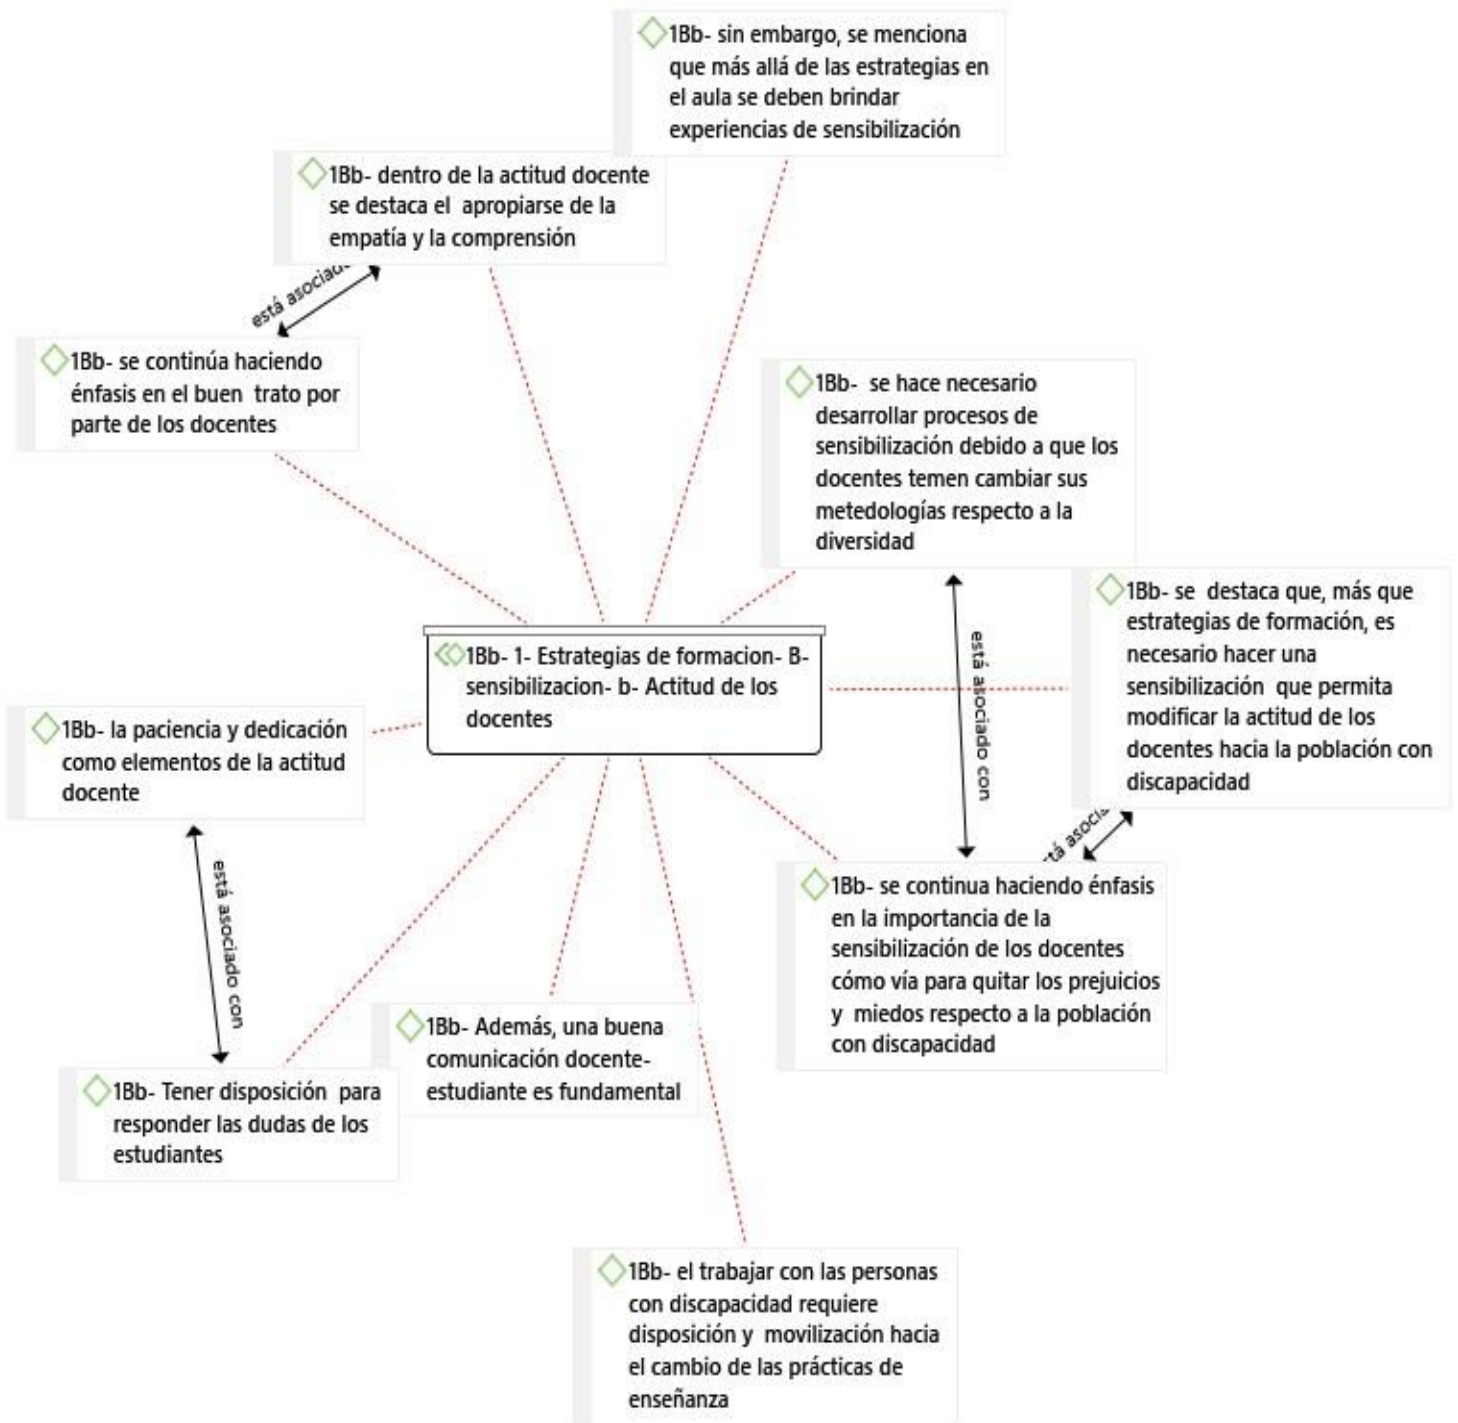 1Bb- sin embargo, se menciona
que más allá de las estrategias en
el aula se deben brindar
experiencias de sensibilización
1Bb- dentro de la actitud docente
se destaca el  apropiarse de la
empatía y la comprensión
está asociado
1Bb- se continúa haciendo
énfasis en el buen  trato por
parte de los docentes
1Bb-  se hace necesario
desarrollar procesos de
sensibilización debido a que los
docentes temen cambiar sus
metedologías respecto a la
diversidad
1Bb- se  destaca que, más que
estrategias de formación, es
necesario hacer una
sensibilización  que permita
modificar la actitud de los
docentes hacia la población con
discapacidad
está asociado con
1Bb- 1- Estrategias de formacion- B-
sensibilizacion- b- Actitud de los
docentes
1Bb- la paciencia y dedicación
como elementos de la actitud
docente
está asociado con
tá asocia
1Bb- se continua haciendo énfasis
en la importancia de la
sensibilización de los docentes
cómo vía para quitar los prejuicios
y  miedos respecto a la población
con discapacidad
1Bb- Además, una buena
comunicación docente-
estudiante es fundamental
1Bb- Tener disposición  para
responder las dudas de los
estudiantes
1Bb- el trabajar con las personas
con discapacidad requiere
disposición y  movilización hacia
el cambio de las prácticas de
enseñanza